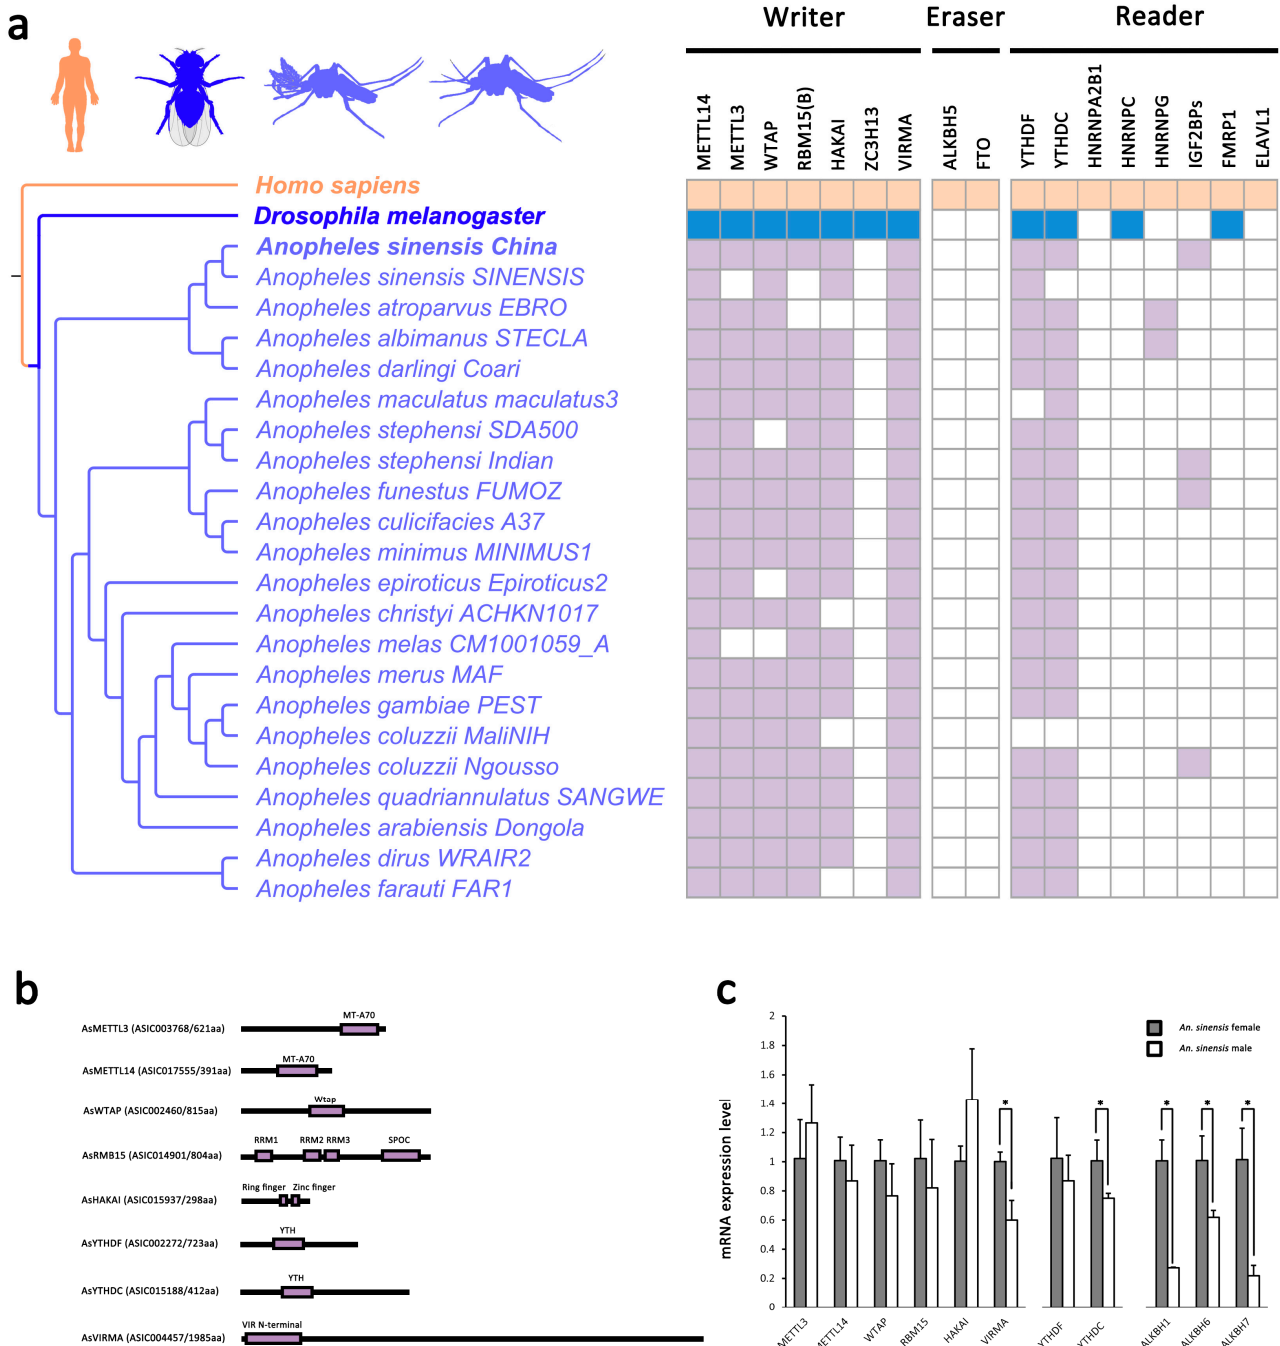 a
Writer Eraser Reader
METTL14
METTL3
WTAP
RBM15(B)
HAKAI
ZC3H13
VIRMA
ALKBH5
FTO
YTHDF
YTHDC
HNRNPA2B1
HNRNPC
HNRNPG
IGF2BPs
FMRP1
ELAVL1
Homo sapiens
Drosophila melanogaster
Anopheles sinensis China
Anopheles sinensis SINENSIS
Anopheles atroparvus EBRO
Anopheles albimanus STECLA
Anopheles darlingi Coari
Anopheles maculatus maculatus3
Anopheles stephensi SDA500
Anopheles stephensi Indian
Anopheles funestus FUMOZ
Anopheles culicifacies A37
Anopheles minimus MINIMUS1
Anopheles epiroticus Epiroticus2
Anopheles christyi ACHKN1017
Anopheles melas CM1001059_A
Anopheles merus MAF
Anopheles gambiae PEST
Anopheles coluzzii MaliNIH
Anopheles coluzzii Ngousso
Anopheles quadriannulatus SANGWE
Anopheles arabiensis Dongola
Anopheles dirus WRAIR2
Anopheles farauti FAR1
b
MT-A70
AsMETTL3 (ASIC003768/621aa)
MT-A70
AsMETTL14 (ASIC017555/391aa)
Wtap
AsWTAP (ASIC002460/815aa)
RRM1 RRM2 RRM3 SPOC
AsRMB15 (ASIC014901/804aa)
Ring finger Zinc finger
AsHAKAI (ASIC015937/298aa)
YTH
AsYTHDF (ASIC002272/723aa)
YTH
AsYTHDC (ASIC015188/412aa)
VIR N-terminal
AsVIRMA (ASIC004457/1985aa)
c
mRNA expression level
2
1.8
1.6
1.4
1.2
1
0.8
0.6
0.4
0.2
0
An. sinensis female
An. sinensis male
*
*
*
*
*
METTL3
METTL14
WTAP
RBM15
HAKAI
VIRMA
YTHDF
YTHDC
ALKBH1
ALKBH6
ALKBH7